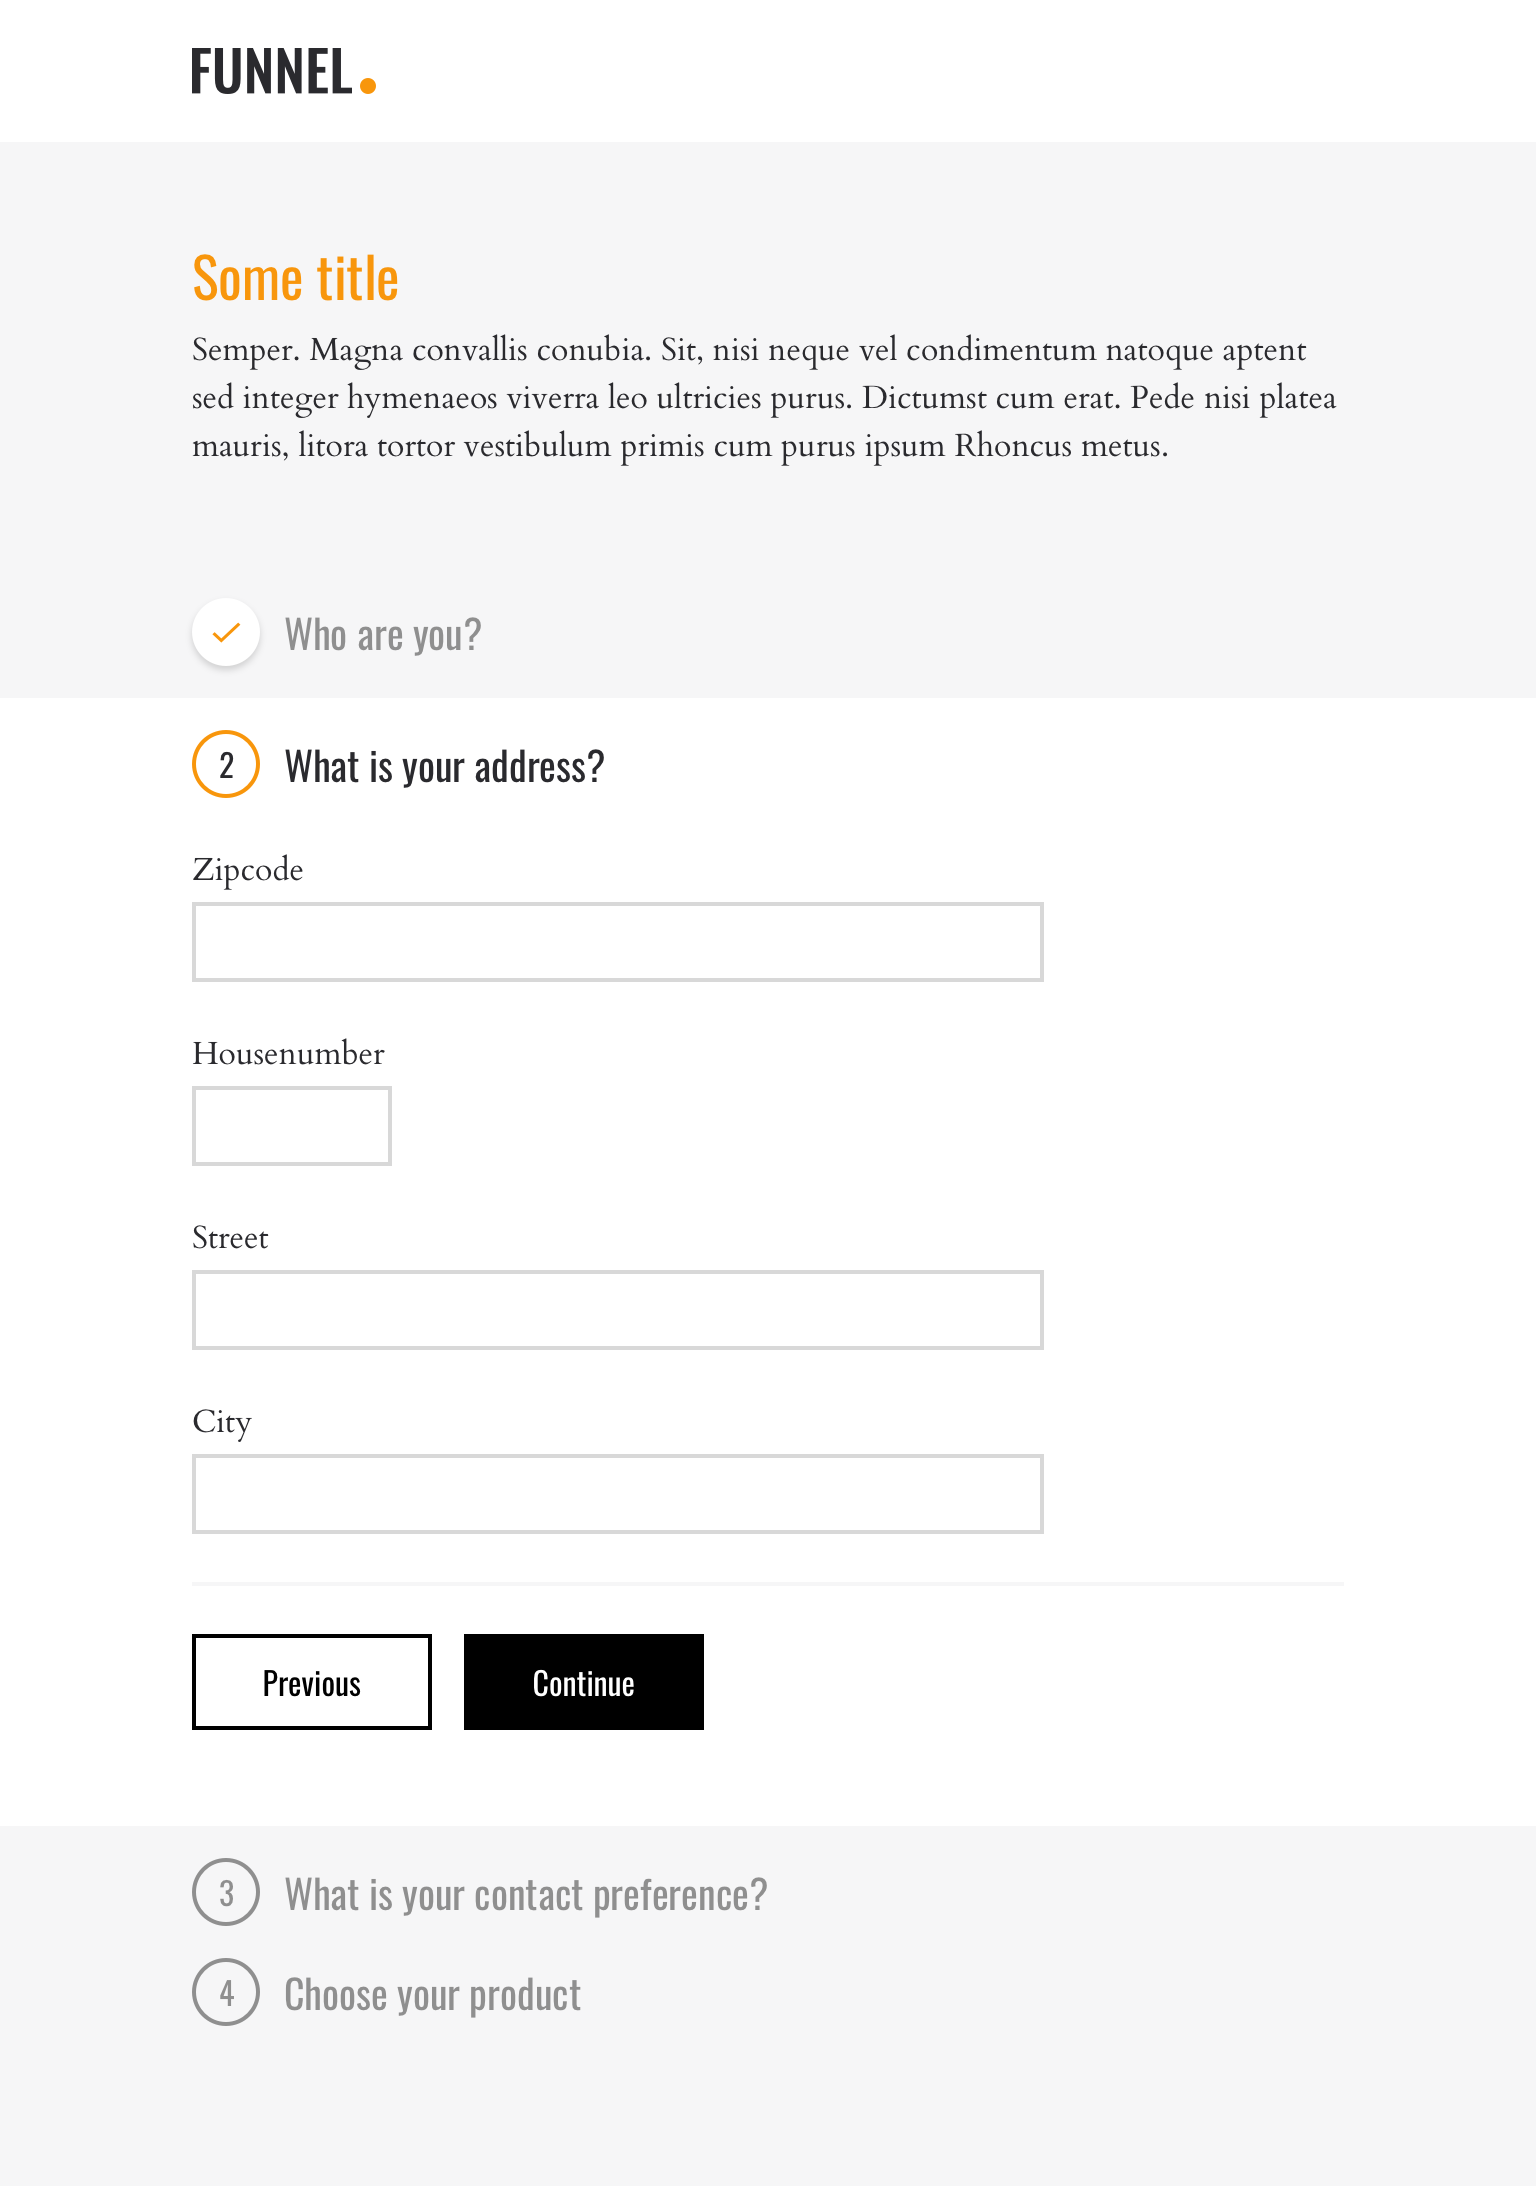 FUNNEL.
Some title
Semper. Magna convallis conubia. Sit, nisi neque vel condimentum natoque aptent
sed integer hymenaeos viverra leo ultricies purus. Dictumst cum erat. Pede nisi platea
mauris, litora tortor vestibulum primis cum purus ipsum Rhoncus metus.
Who are you?
2 What is your address?
Zipcode
Housenumber
Street
City
Previous Continue
3 What is your contact preference?
4 Choose your product